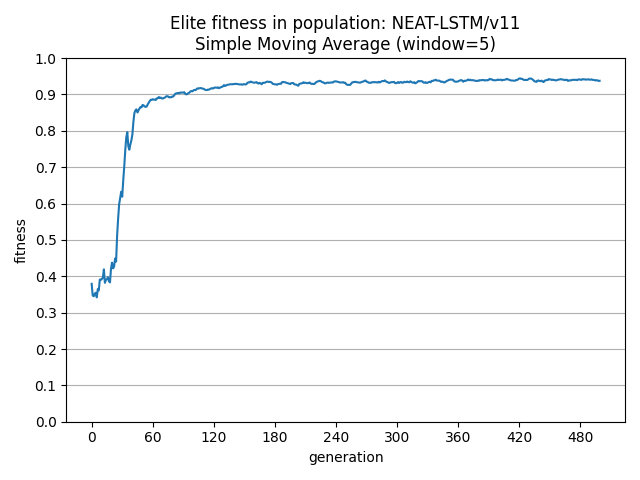 Elite fitness in population: NEAT-LSTM/v11
Simple Moving Average (window=5)
1.0
0.9
0.8
0.7
0.6
0.5
0.4
0.3
0.2
0.1
0.0
fitness
0 60 120 180 240 300 360 420 480
generation